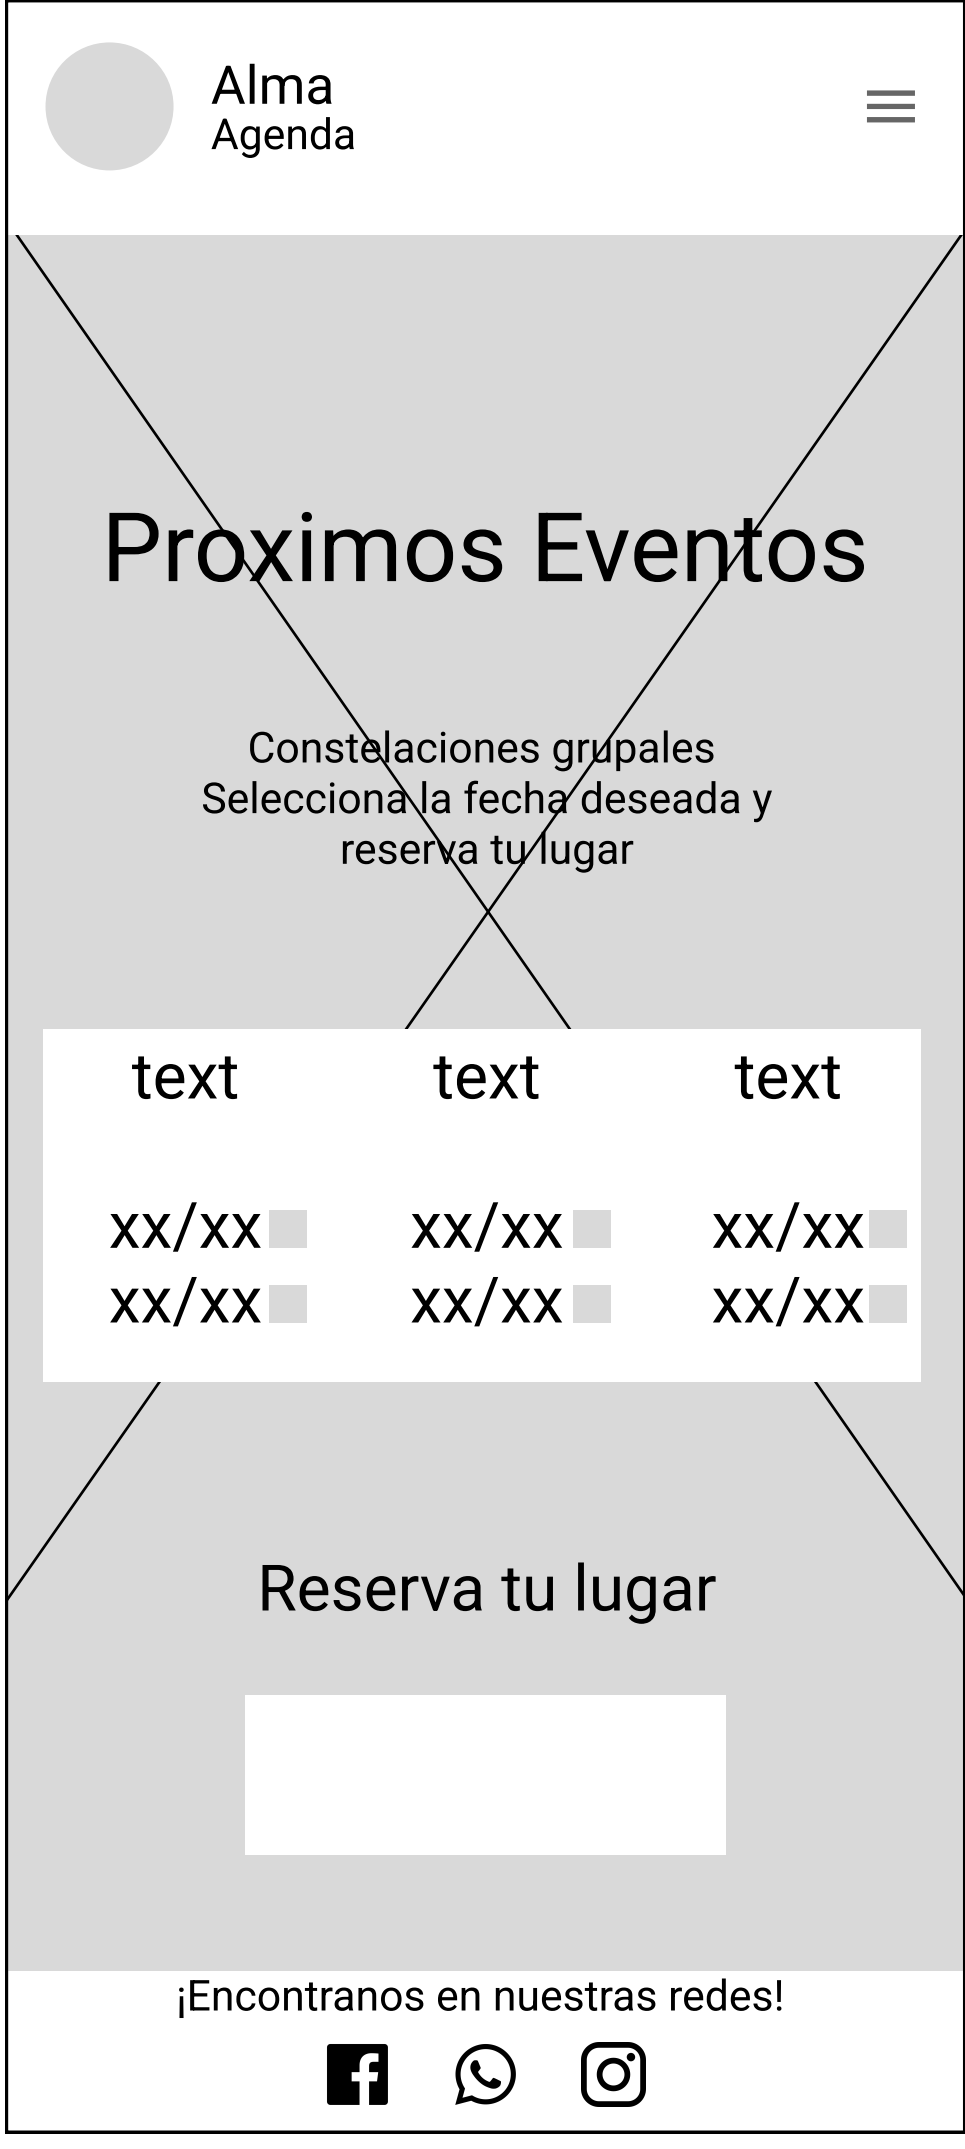 Alma
Agenda
Proximos Eventos
Constelaciones grupales
Selecciona la fecha deseada y
reserva tu lugar
text text text
xx/xx xx/xx xx/xx
xx/xx xx/xx xx/xx
Reserva tu lugar
¡Encontranos en nuestras redes!